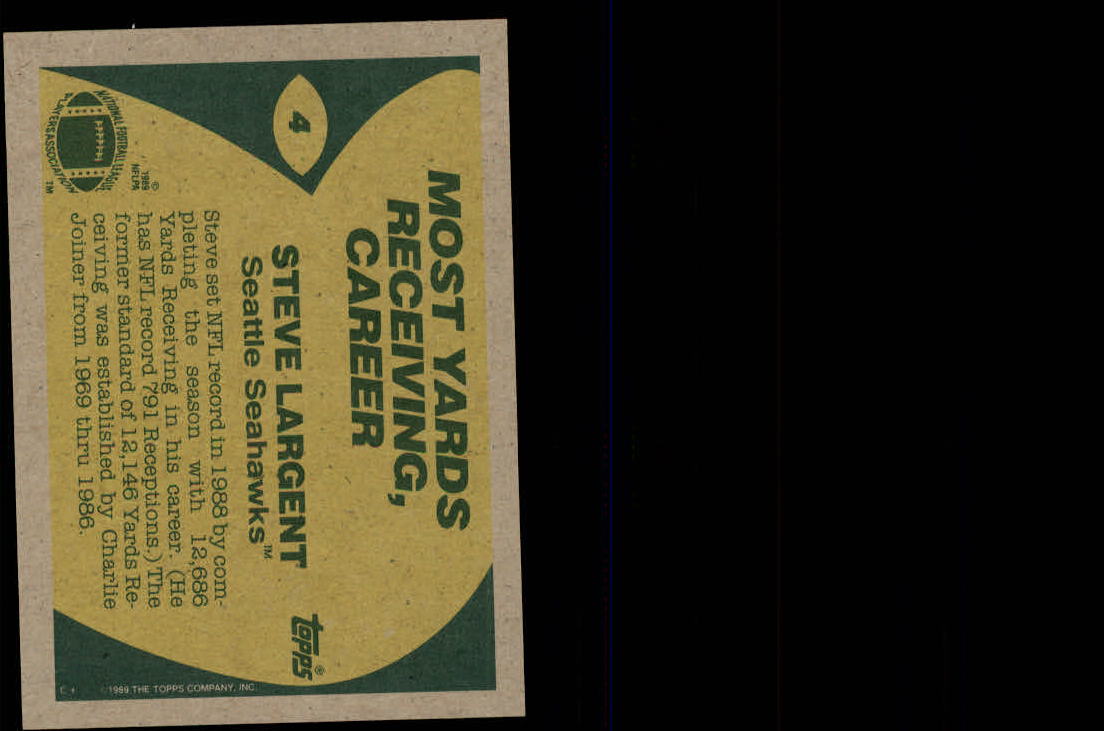 4
MOST YARDS
RECEIVING,
CAREER
STEVE LARGENT
Seattle Seahawks™
Steve set NFL record in 1988 by com-
pleting the season with 12,686
Yards Receiving in his career. (He
has NFL record 791 Receptions.) The
former standard of 12,146 Yards Re-
ceiving was established by Charlie
Joiner from 1969 thru 1986.
©
1989
NFLPA
NATIONAL FOOTBALL LEAGUE
PLAYERS ASSOCIATION
TM
topps®
©1989 THE TOPPS COMPANY, INC.